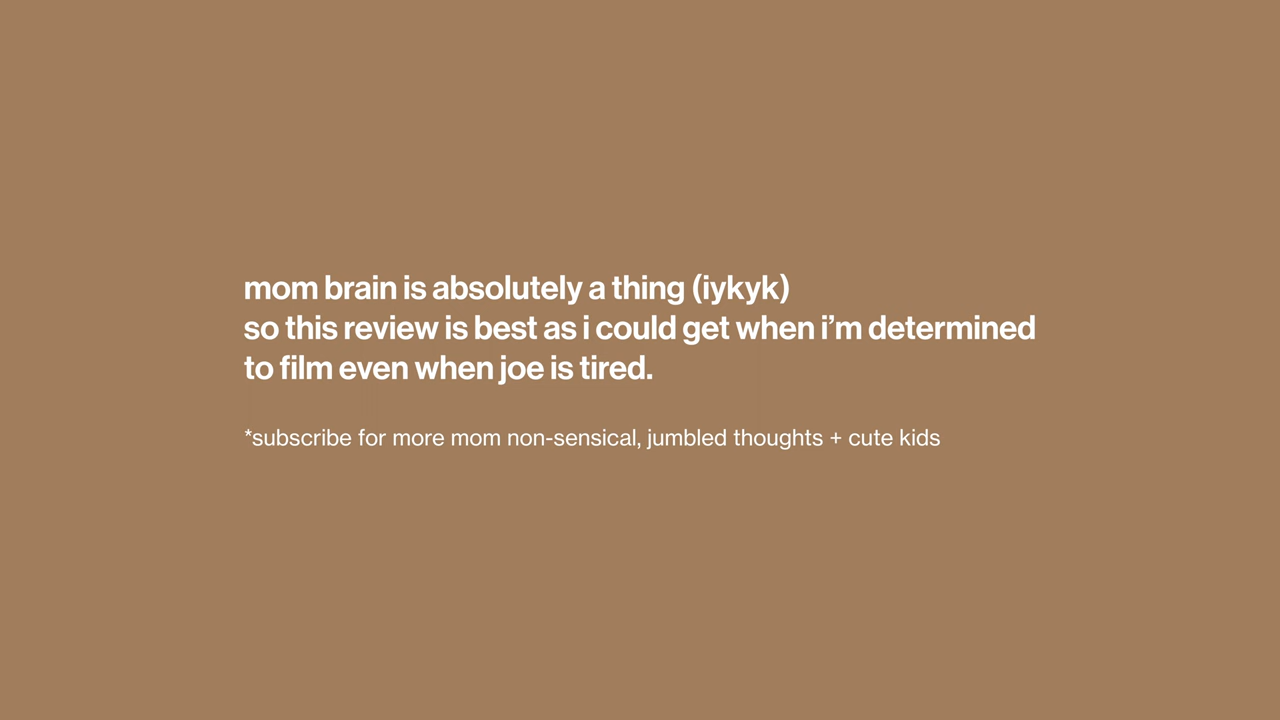 mom brain is absolutely a thing (iykyk)
so this review is best as i could get when i’m determined
to film even when joe is tired.
*subscribe for more mom non-sensical, jumbled thoughts + cute kids